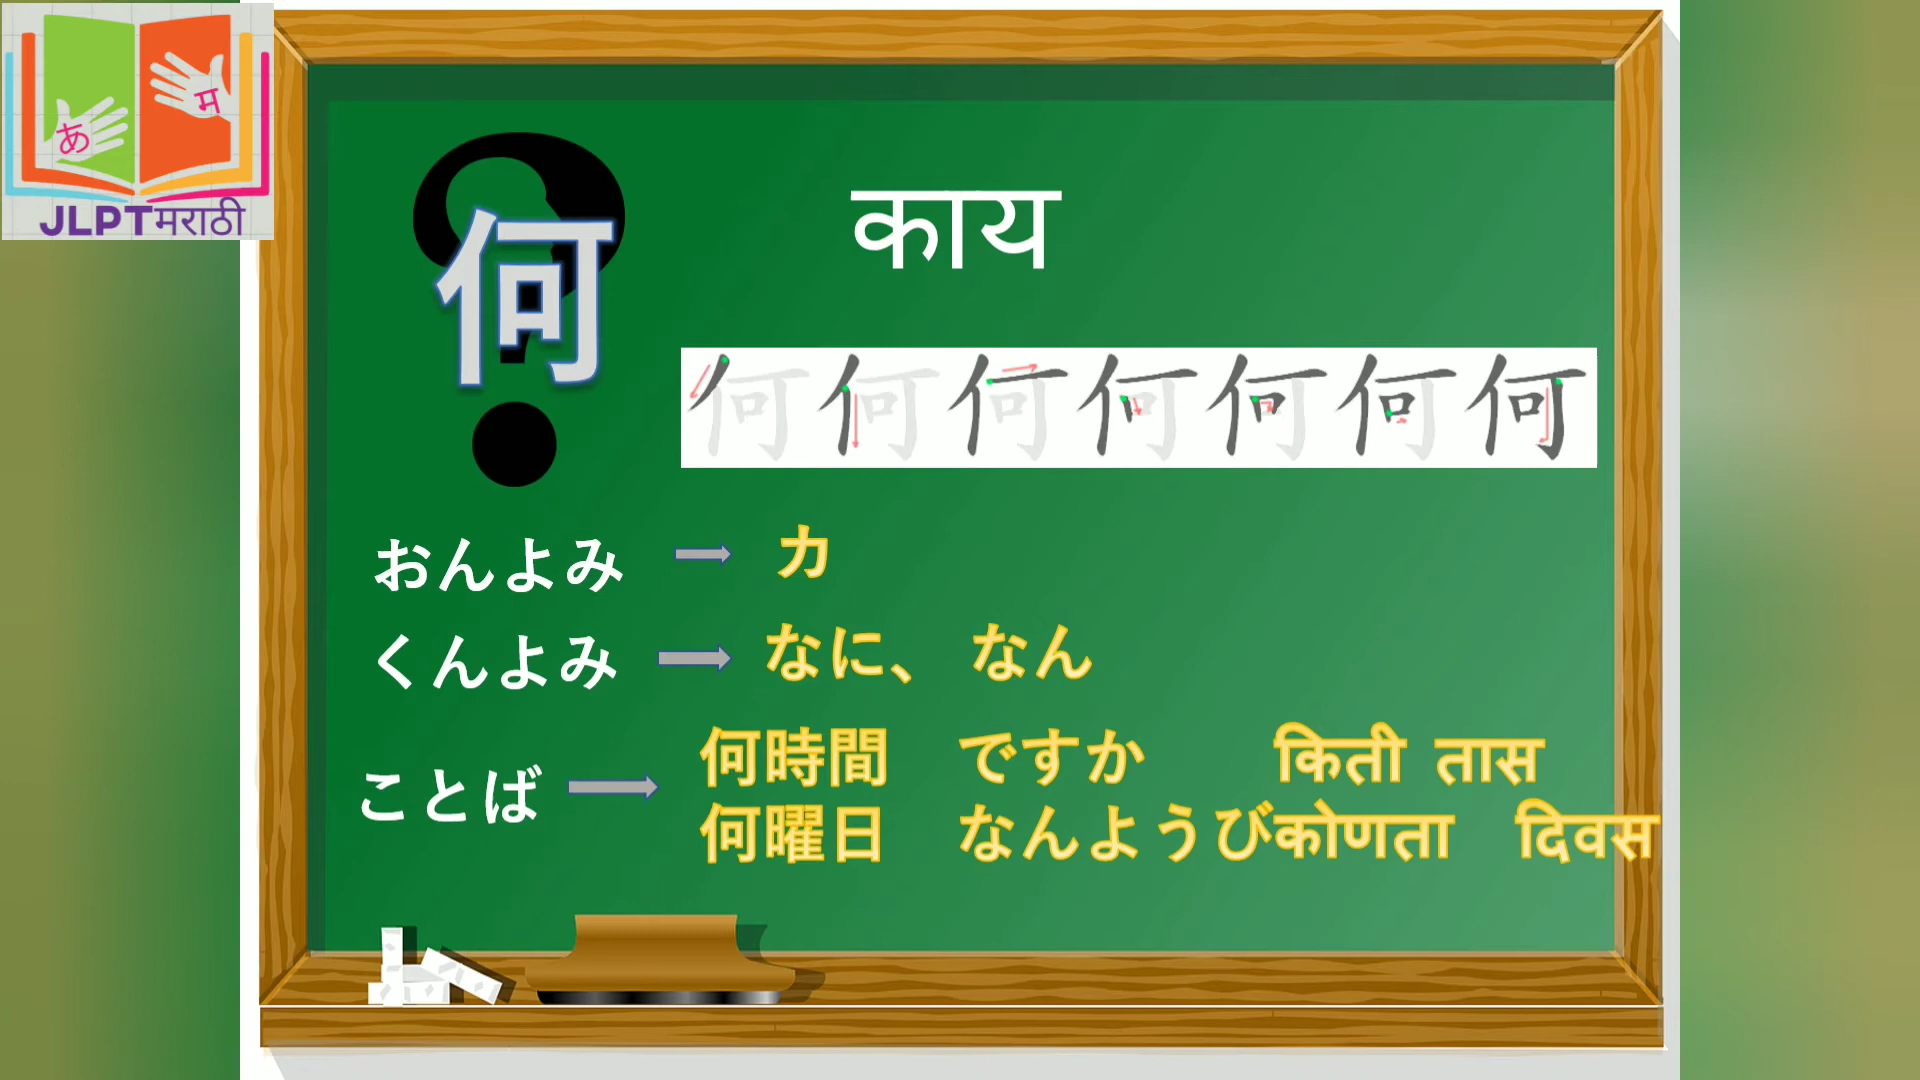 あ म
JLPTमराठी
何
काय
何何何何何何何
おんよみ カ
くんよみ なに、 なん
ことば
何時間 ですか किती तास
何曜日 なんようび कोणता दिवस